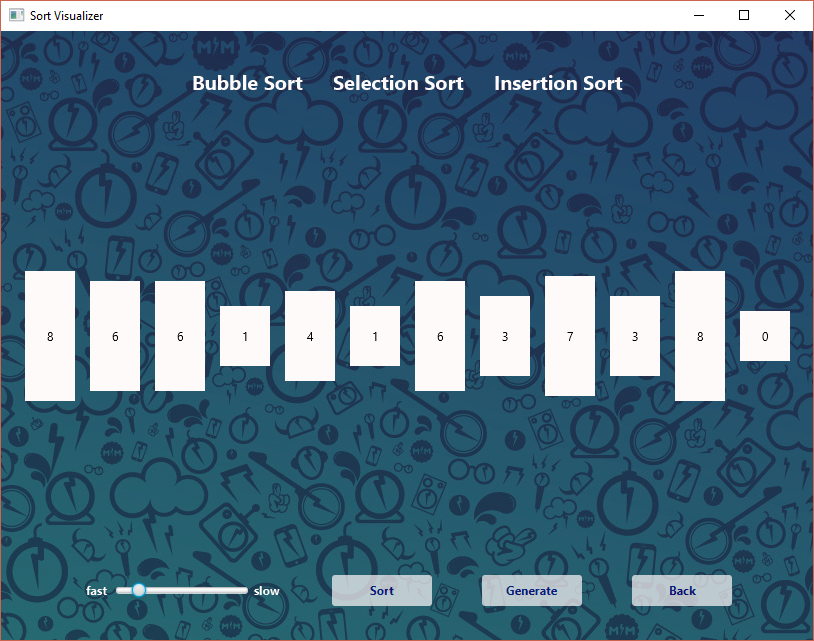 Sort Visualizer
Bubble Sort Selection Sort Insertion Sort
8 6 6 1 4 1 6 3 7 3 8 0
fast slow Sort Generate Back